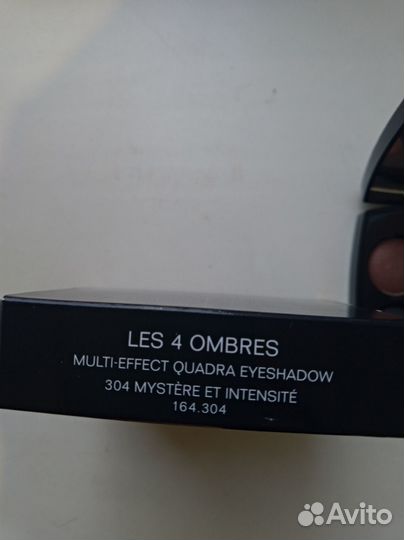 LES 4 OMBRES
MULTI-EFFECT QUADRA EYESHADOW
304 MYSTÈRE ET INTENSITÉ
164.304
Avito